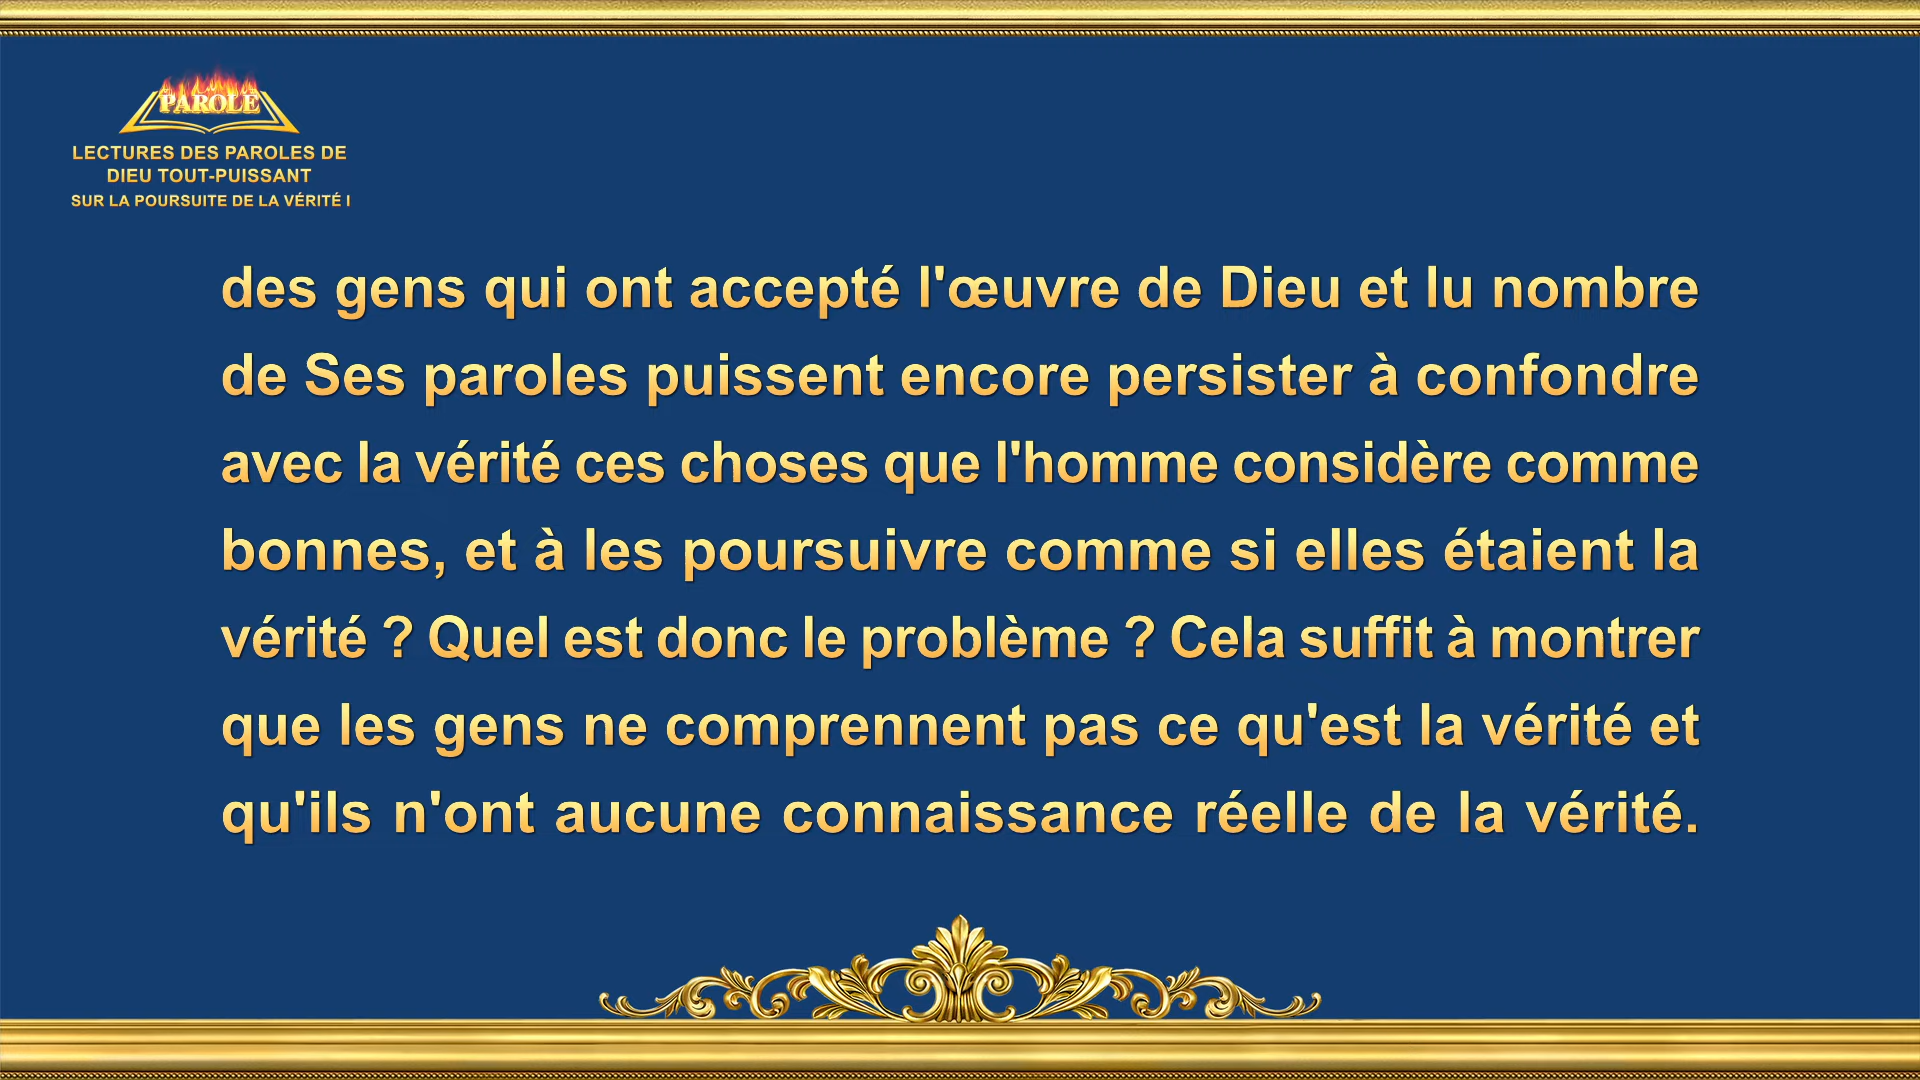 PAROLE
LECTURES DES PAROLES DE
DIEU TOUT-PUISSANT
SUR LA POURSUITE DE LA VÉRITÉ I
des gens qui ont accepté l'œuvre de Dieu et lu nombre
de Ses paroles puissent encore persister à confondre
avec la vérité ces choses que l'homme considère comme
bonnes, et à les poursuivre comme si elles étaient la
vérité ? Quel est donc le problème ? Cela suffit à montrer
que les gens ne comprennent pas ce qu'est la vérité et
qu'ils n'ont aucune connaissance réelle de la vérité.